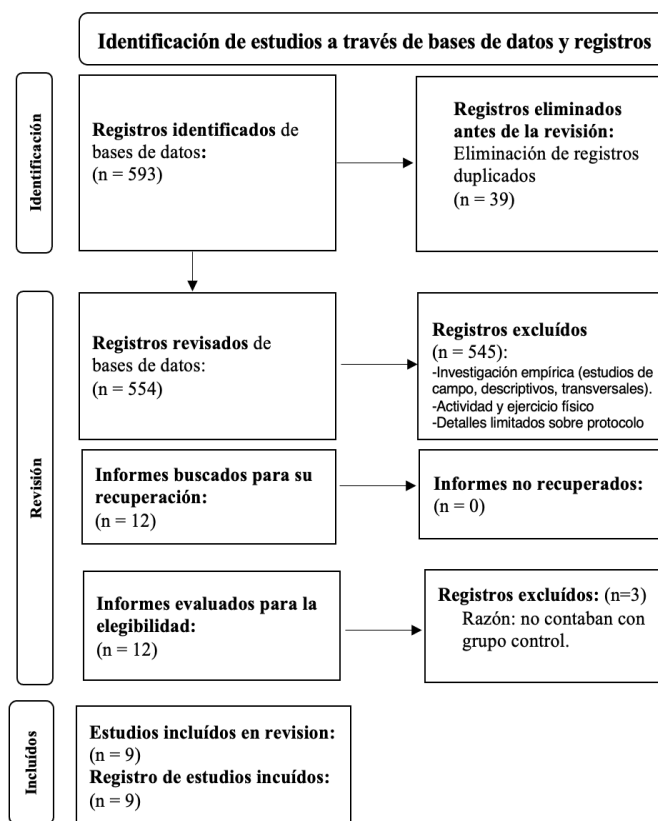 Identificación de estudios a través de bases de datos y registros
Identificación
Registros identificados de
bases de datos:
(n = 593)
Registros eliminados
antes de la revisión:
Eliminación de registros
duplicados
(n = 39)
Revisión
Registros revisados de
bases de datos:
(n = 554)
Registros excluídos
(n = 545):
-Investigación empírica (estudios de
campo, descriptivos, transversales).
-Actividad y ejercicio físico
-Detalles limitados sobre protocolo
Informes buscados para su
recuperación:
(n = 12)
Informes no recuperados:
(n = 0)
Informes evaluados para la
elegibilidad:
(n = 12)
Registros excluídos: (n=3)
Razón: no contaban con
grupo control.
Incluídos
Estudios incluídos en revision:
(n = 9)
Registro de estudios incuídos:
(n = 9)